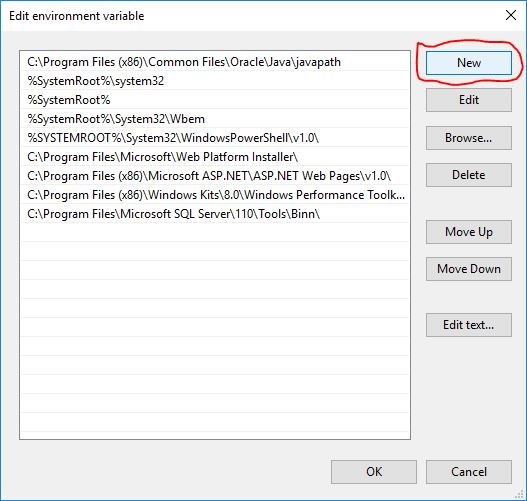 Edit environment variable
C:\Program Files (x86)\Common Files\Oracle\Java\javapath
%SystemRoot%\system32
%SystemRoot%
%SystemRoot%\System32\Wbem
%SYSTEMROOT%\System32\WindowsPowerShell\v1.0\
C:\Program Files\Microsoft\Web Platform Installer\
C:\Program Files (x86)\Microsoft ASP.NET\ASP.NET Web Pages\v1.0\
C:\Program Files (x86)\Windows Kits\8.0\Windows Performance Toolk...
C:\Program Files\Microsoft SQL Server\110\Tools\Binn\
New
Edit
Browse...
Delete
Move Up
Move Down
Edit text...
OK
Cancel